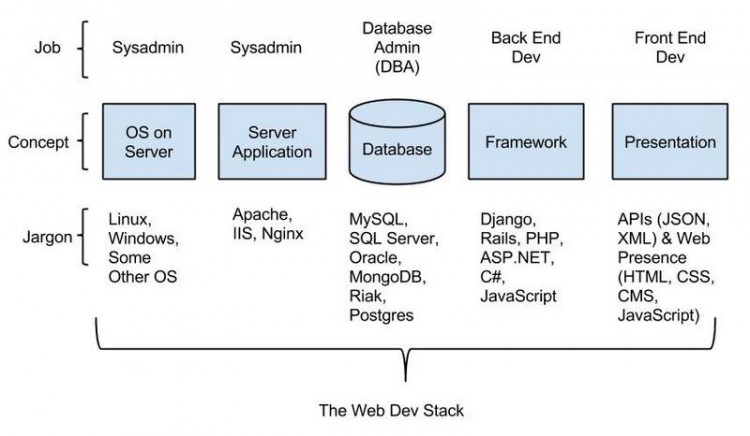 Job
Sysadmin
Sysadmin
Database
Admin
(DBA)
Back End
Dev
Front End
Dev
Concept
OS on
Server
Server
Application
Database
Framework
Presentation
Jargon
Linux,
Windows,
Some
Other OS
Apache,
IIS, Nginx
MySQL,
SQL Server,
Oracle,
MongoDB,
Riak,
Postgres
Django,
Rails, PHP,
ASP.NET,
C#,
JavaScript
APIs (JSON,
XML) & Web
Presence
(HTML, CSS,
CMS,
JavaScript)
The Web Dev Stack